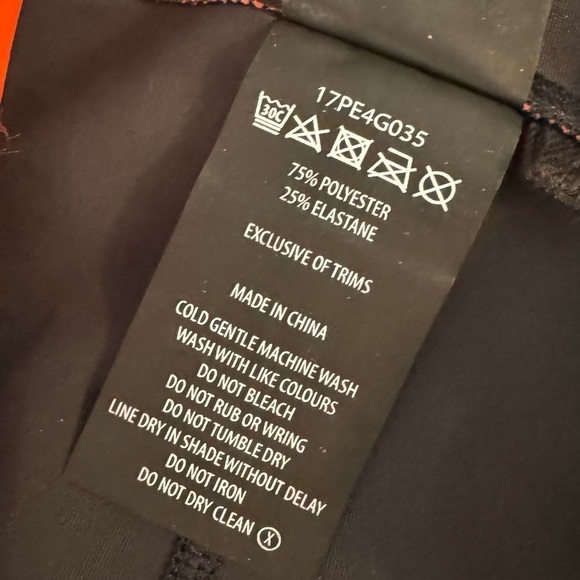 17PE4G035
30C
75% POLYESTER
25% ELASTANE
EXCLUSIVE OF TRIMS
MADE IN CHINA
COLD GENTLE MACHINE WASH
WASH WITH LIKE COLOURS
DO NOT BLEACH
DO NOT RUB OR WRING
DO NOT TUMBLE DRY
LINE DRY IN SHADE WITHOUT DELAY
DO NOT IRON
DO NOT DRY CLEAN X